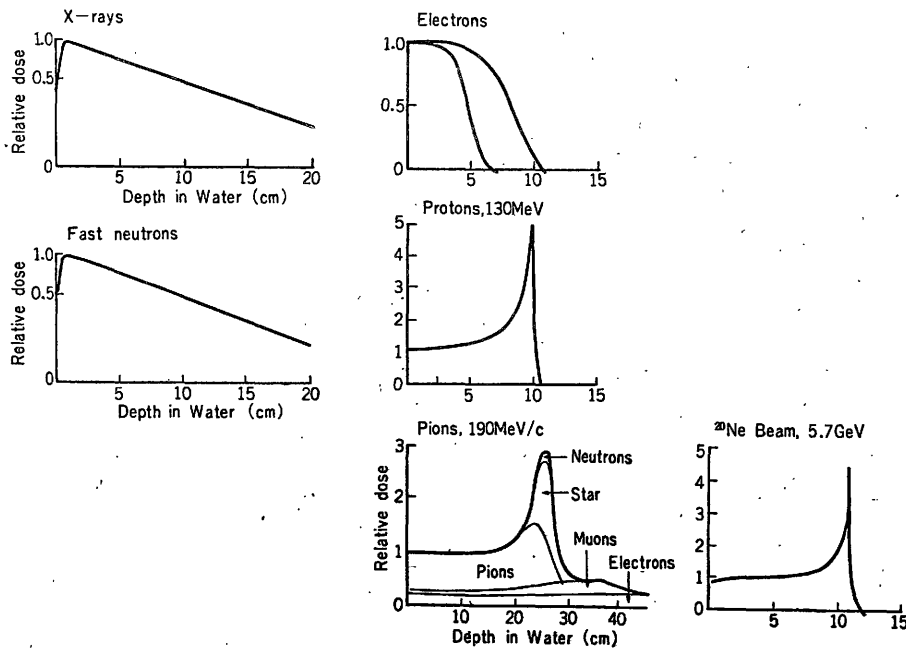 X-rays
Relative dose
1.0
0.5
0
5
10
15
20
Depth in Water (cm)
Electrons
1.0
0.5
0
5
10
15
Fast neutrons
Relative dose
1.0
0.5
0
5
10
15
20
Depth in Water (cm)
Protons,130MeV
5
4
3
2
1
0
5
10
15
Pions, 190MeV/c
Relative dose
3
2
1
0
Neutrons
Star
Muons
Electrons
Pions
10
20
30
40
Depth in Water (cm)
²⁰Ne Beam, 5.7GeV
5
4
3
2
1
0
5
10
15